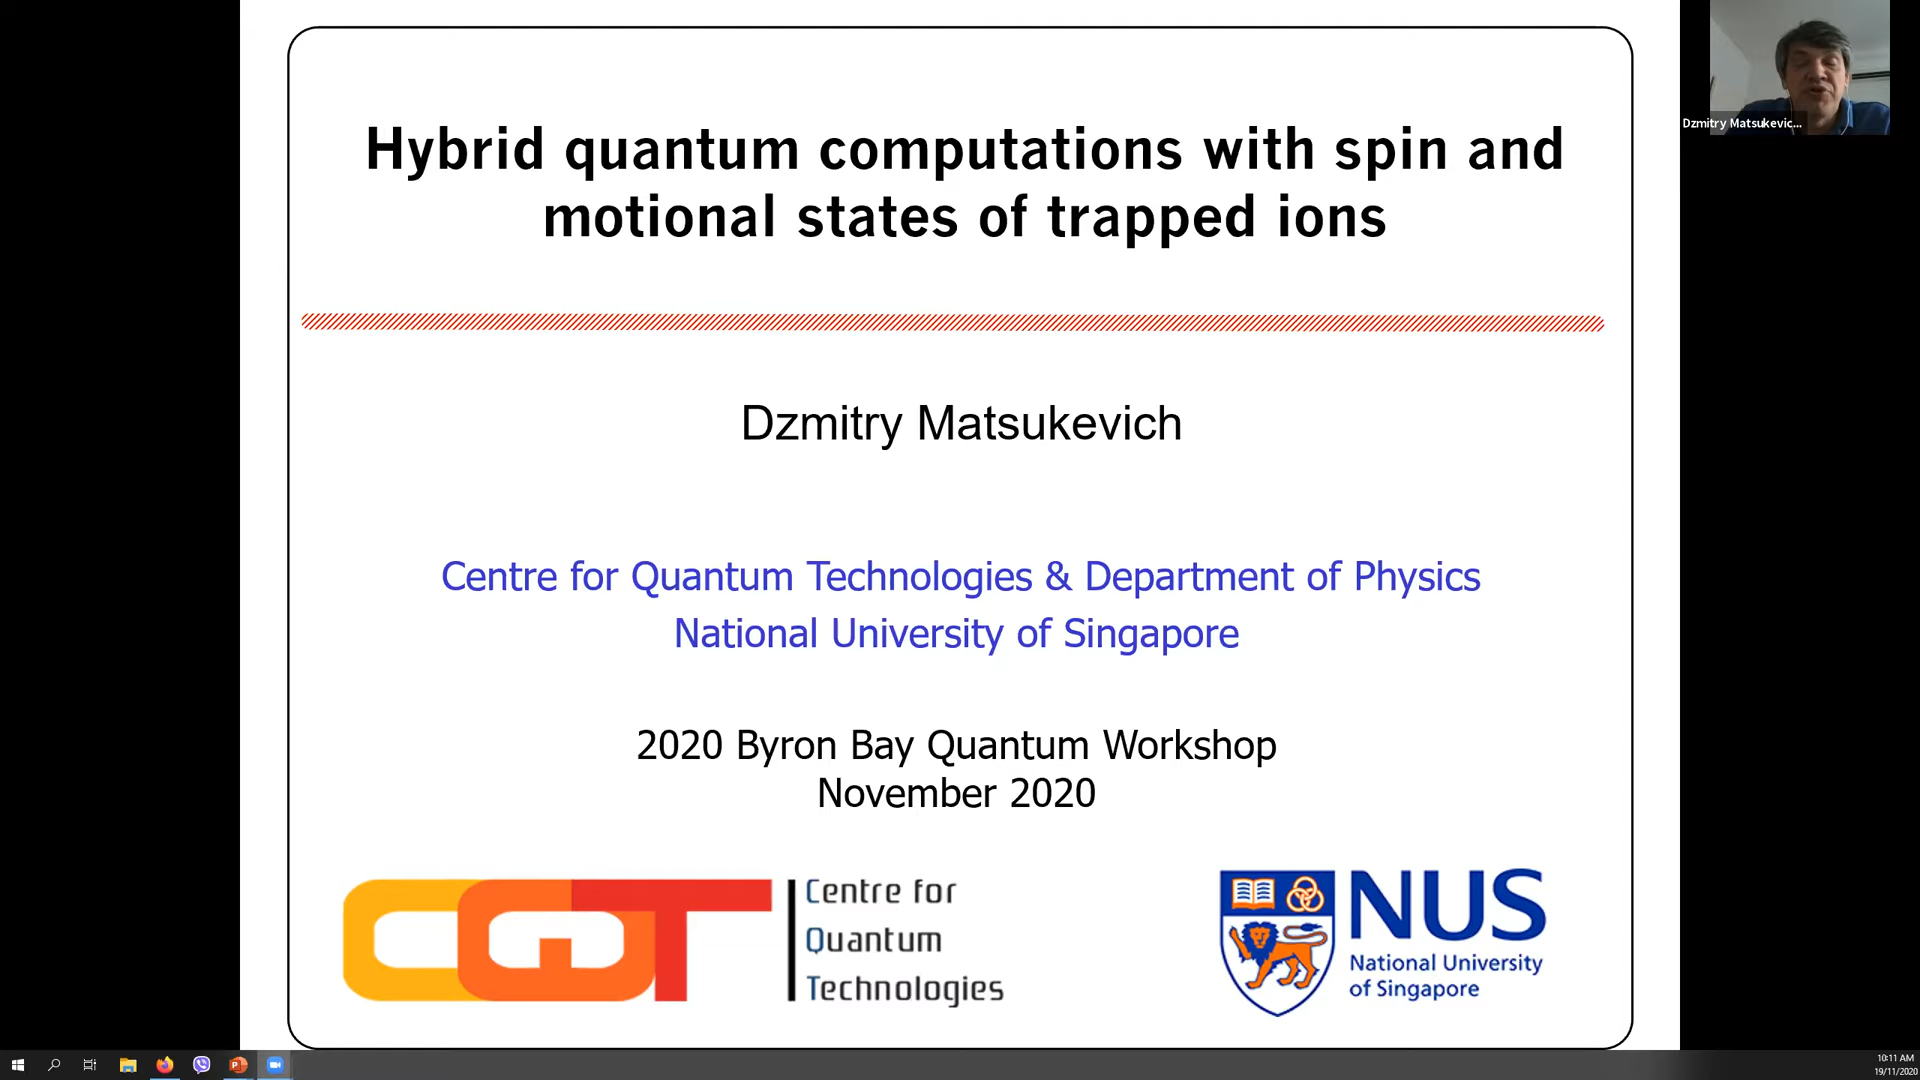 Hybrid quantum computations with spin and
motional states of trapped ions
Dzmitry Matsukevich
Centre for Quantum Technologies & Department of Physics
National University of Singapore
2020 Byron Bay Quantum Workshop
November 2020
CQT
Centre for
Quantum
Technologies
NUS
National University
of Singapore
Dzmitry Matsukevic...
10:11 AM
19/11/2020